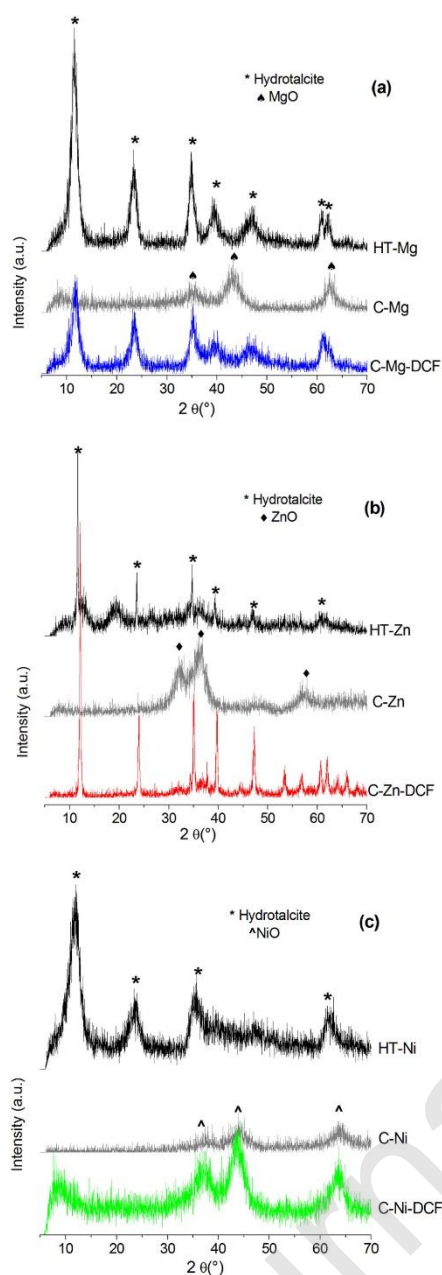 * Hydrotalcite
♠ MgO
(a)
* * * * * * *
HT-Mg
♠ ♠ ♠
C-Mg
C-Mg-DCF
Intensity (a.u.)
10 20 30 40 50 60 70
2 θ(°)
* Hydrotalcite
♦ ZnO
(b)
* * * * * *
HT-Zn
♦ ♦ ♦
C-Zn
C-Zn-DCF
Intensity (a.u.)
10 20 30 40 50 60 70
2 θ(°)
* Hydrotalcite
^NiO
(c)
* * * *
HT-Ni
^ ^ ^
C-Ni
C-Ni-DCF
Intensity (a.u.)
10 20 30 40 50 60 70
2 θ(°)